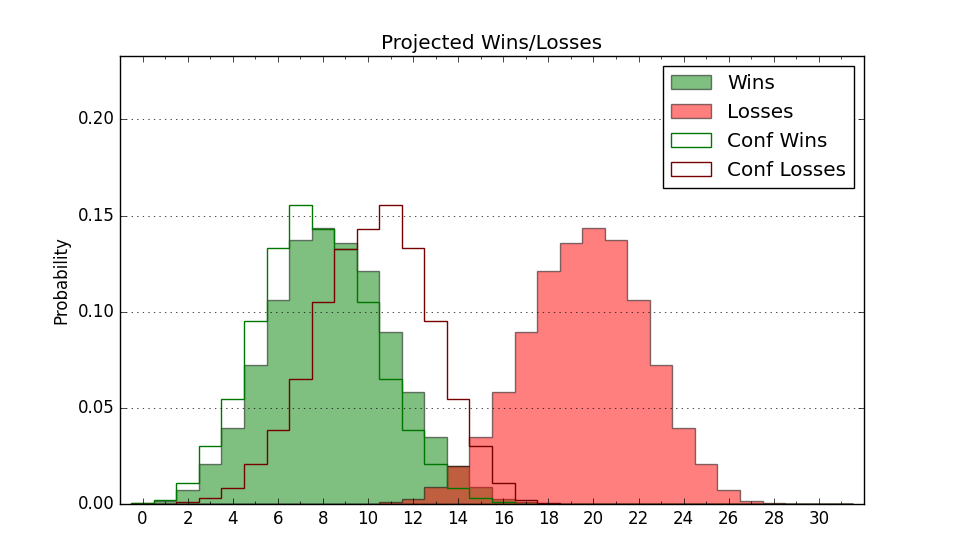 Projected Wins/Losses
Wins
Losses
Conf Wins
Conf Losses
Probability
0.20
0.15
0.10
0.05
0.00
0 2 4 6 8 10 12 14 16 18 20 22 24 26 28 30